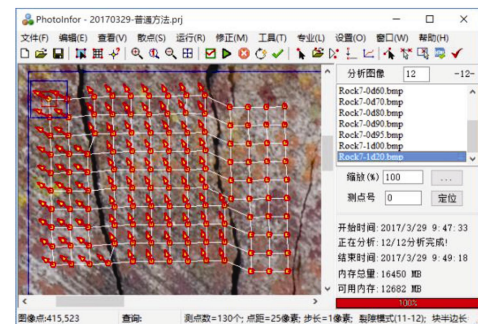 PhotoInfor - 20170329-普通方法.prj
文件(F) 编辑(E) 查看(V) 散点(S) 运行(R) 修正(M) 工具(T) 专业(L) 设置(O) 窗口(W) 帮助(H)
分析图像 12 -12-
Rock7-0d60.bmp
Rock7-0d70.bmp
Rock7-0d80.bmp
Rock7-0d90.bmp
Rock7-0d95.bmp
Rock7-1d00.bmp
Rock7-1d20.bmp
缩放(%) 100 ...
测点号 0 定位
开始时间:2017/3/29 9:47:33
正在分析:12/12分析完成!
结束时间:2017/3/29 9:49:18
内存总量:16450 MB
可用内存:12682 MB
100%
图像点:415,523 查询: 测点数=130个; 点距=25像素; 步长=1像素; 裂隙模式(11-12); 块半边长